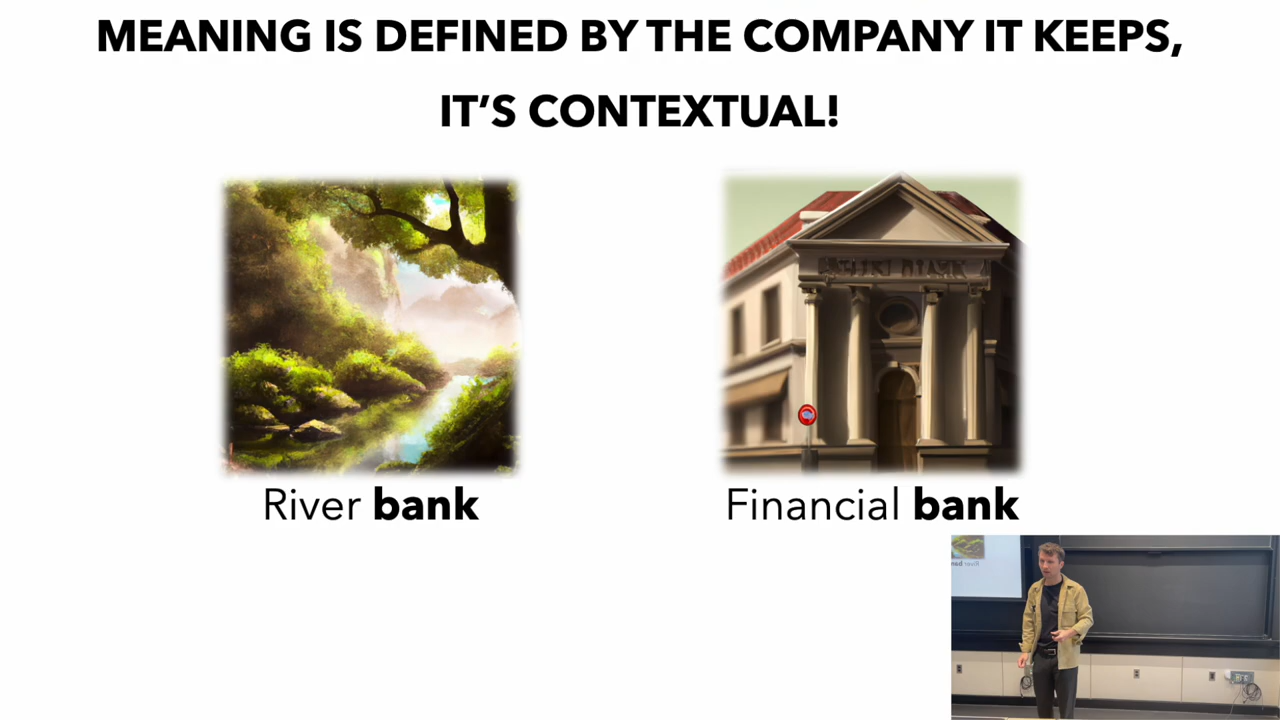 MEANING IS DEFINED BY THE COMPANY IT KEEPS,
IT'S CONTEXTUAL!
River bank
Financial bank